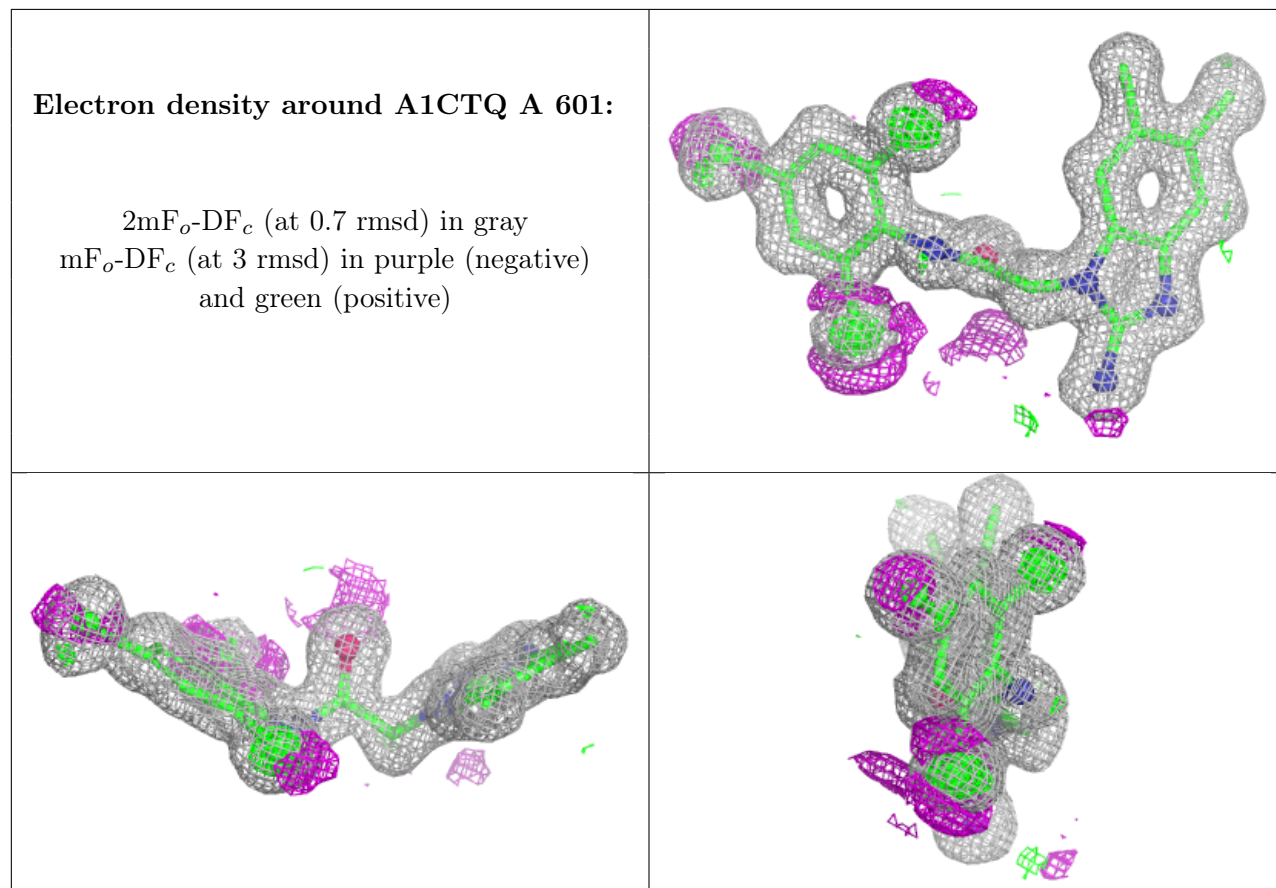 Electron density around A1CTQ A 601:
2mFo-DFc (at 0.7 rmsd) in gray
mFo-DFc (at 3 rmsd) in purple (negative)
and green (positive)